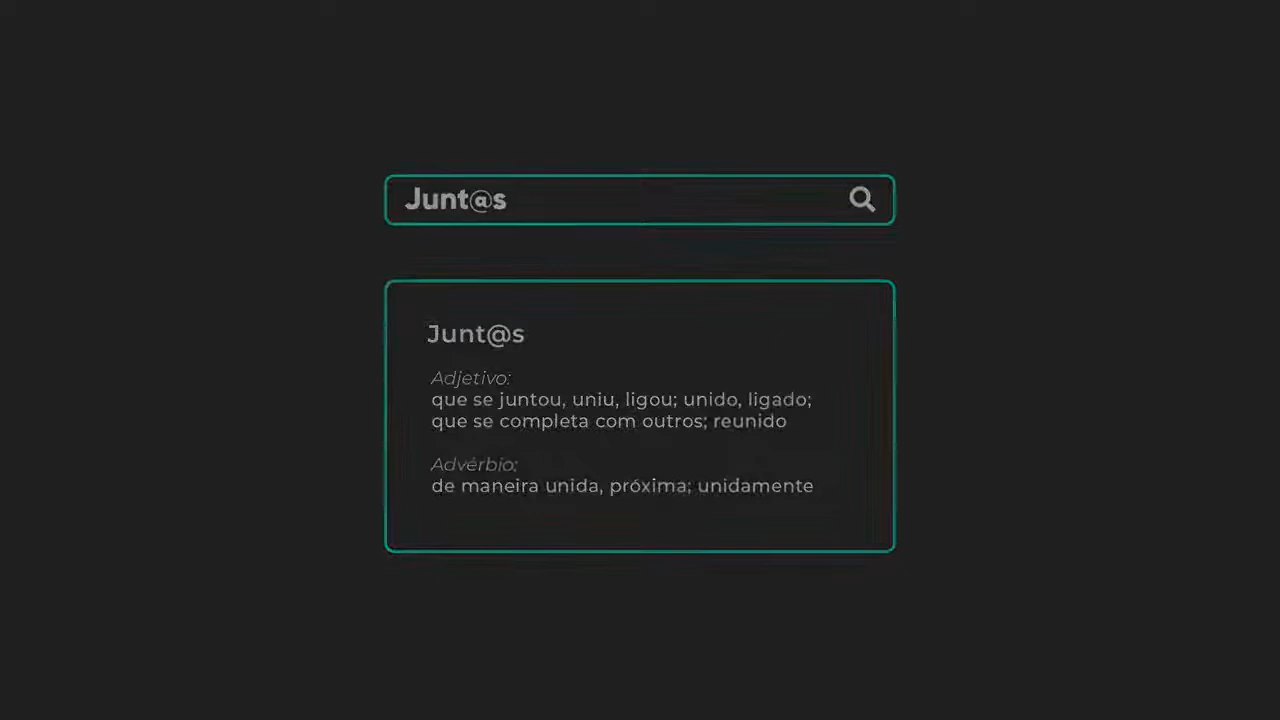 Junt@s
Junt@s
Adjetivo:
que se juntou, uniu, ligou; unido, ligado;
que se completa com outros; reunido
Advérbio:
de maneira unida, próxima; unidamente